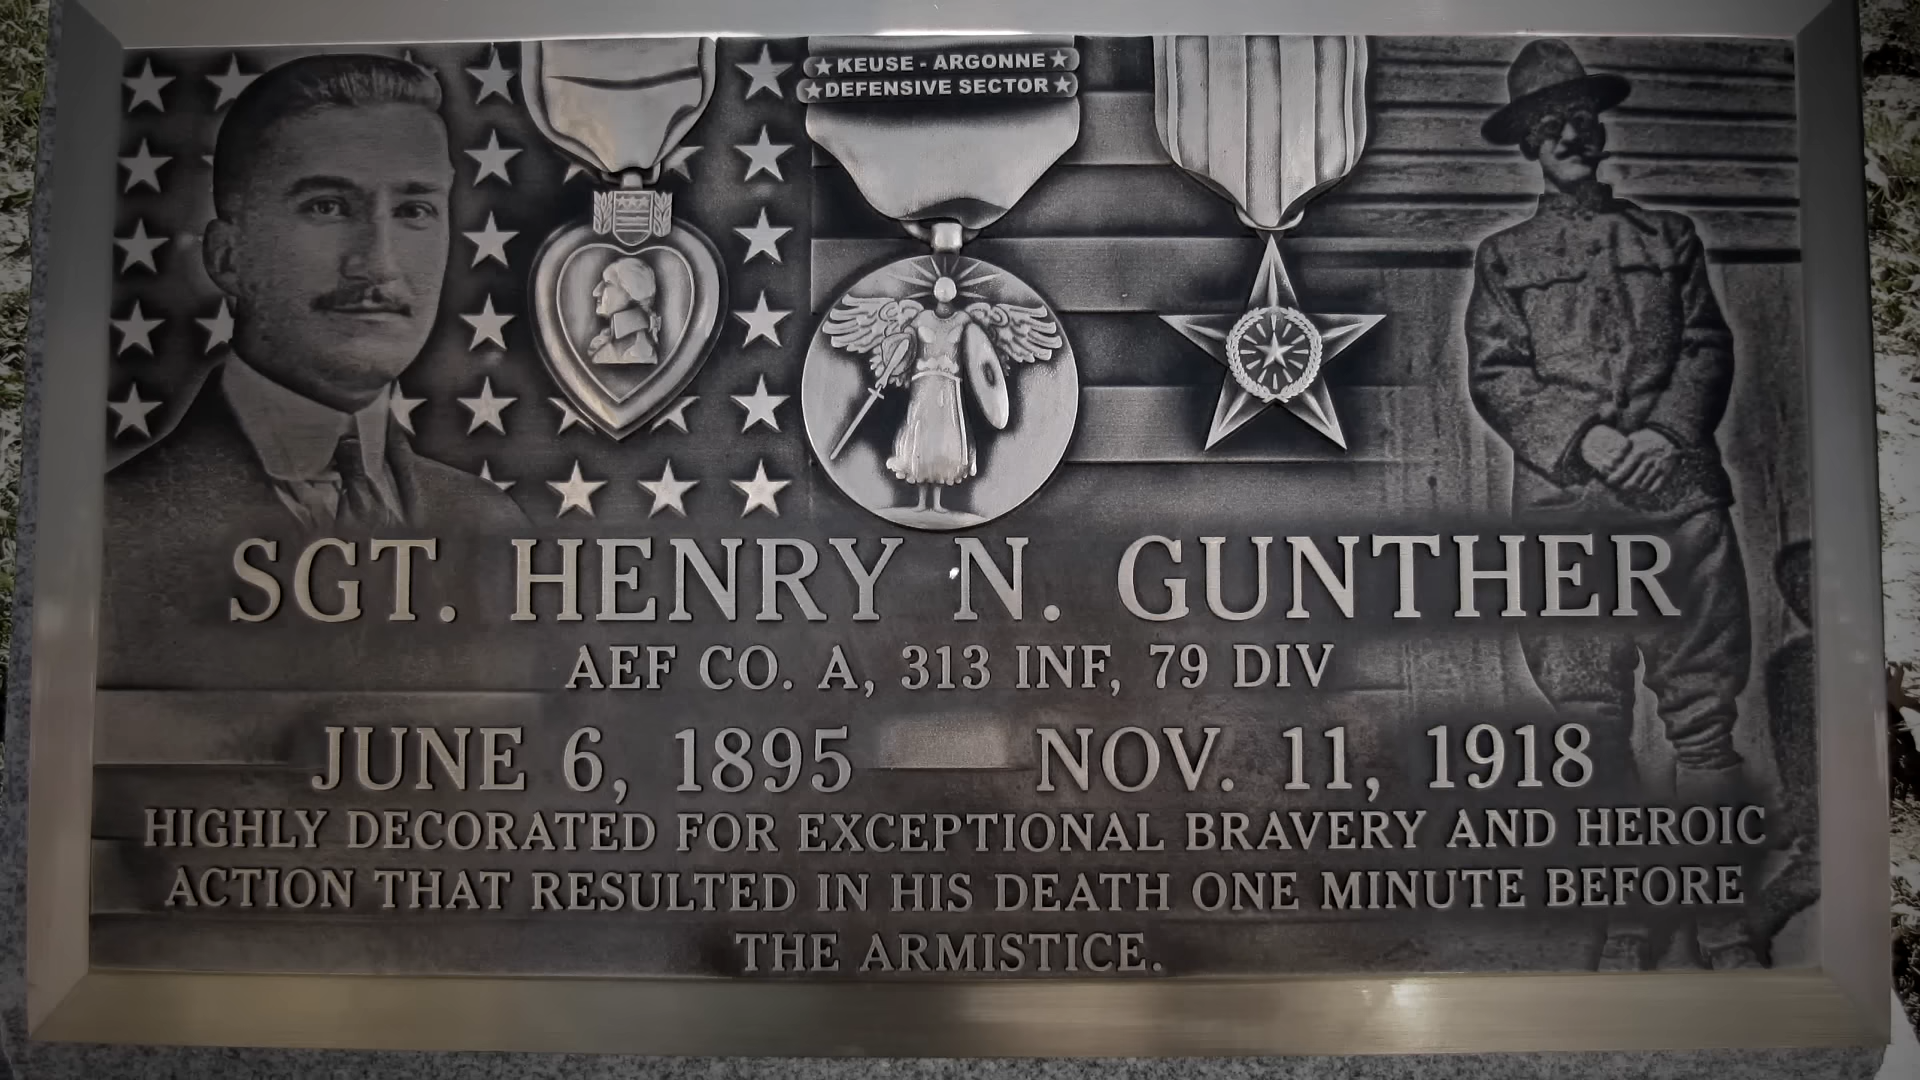 KEUSE - ARGONNE
DEFENSIVE SECTOR
SGT. HENRY N. GUNTHER
AEF CO. A, 313 INF, 79 DIV
JUNE 6, 1895 NOV. 11, 1918
HIGHLY DECORATED FOR EXCEPTIONAL BRAVERY AND HEROIC
ACTION THAT RESULTED IN HIS DEATH ONE MINUTE BEFORE
THE ARMISTICE.